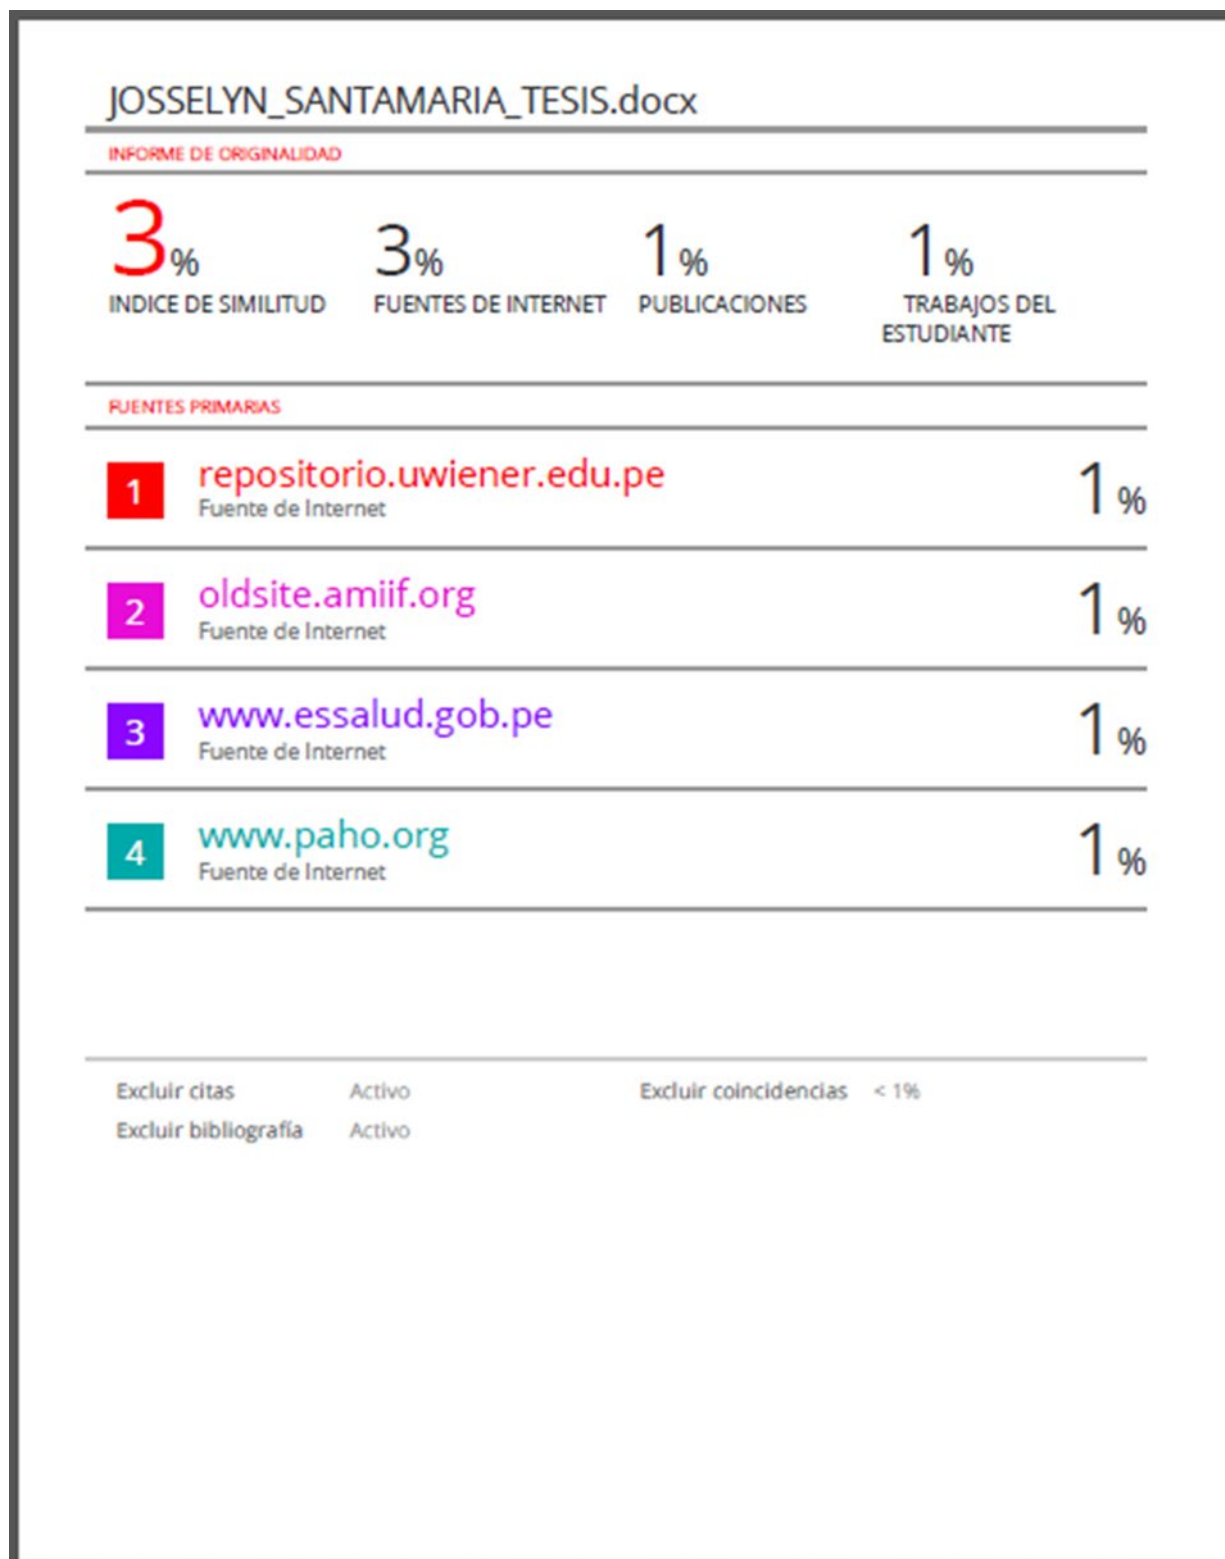 JOSSELYN_SANTAMARIA_TESIS.docx
INFORME DE ORIGINALIDAD
3% 3% 1% 1%
INDICE DE SIMILITUD FUENTES DE INTERNET PUBLICACIONES TRABAJOS DEL
ESTUDIANTE
FUENTES PRIMARIAS
1 repositorio.uwiener.edu.pe 1%
Fuente de Internet
2 oldsite.amiif.org 1%
Fuente de Internet
3 www.essalud.gob.pe 1%
Fuente de Internet
4 www.paho.org 1%
Fuente de Internet
Excluir citas Activo Excluir coincidencias < 1%
Excluir bibliografía Activo